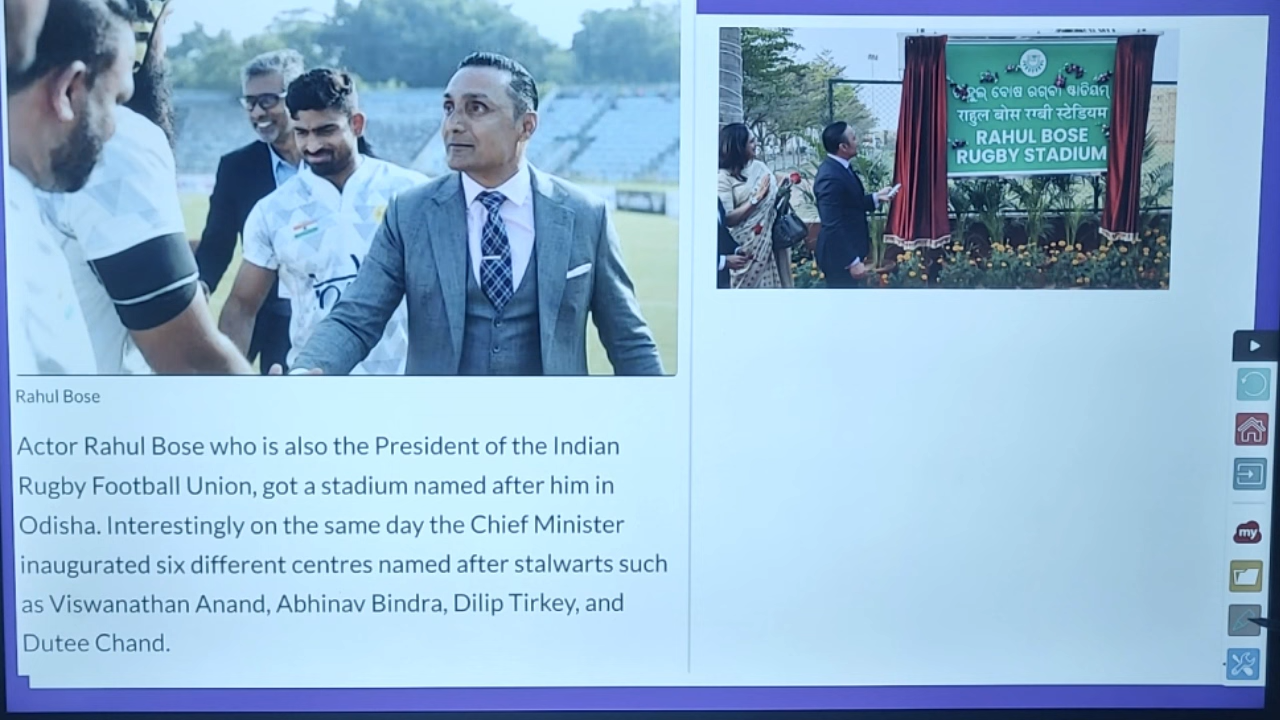 Rahul Bose
Actor Rahul Bose who is also the President of the Indian
Rugby Football Union, got a stadium named after him in
Odisha. Interestingly on the same day the Chief Minister
inaugurated six different centres named after stalwarts such
as Viswanathan Anand, Abhinav Bindra, Dilip Tirkey, and
Dutee Chand.
ବୋଷ ରଗ୍‌ବୀ ଷ୍ଟାଡିୟମ୍
राहुल बोस रग्बी स्टेडियम
RAHUL BOSE
RUGBY STADIUM
my